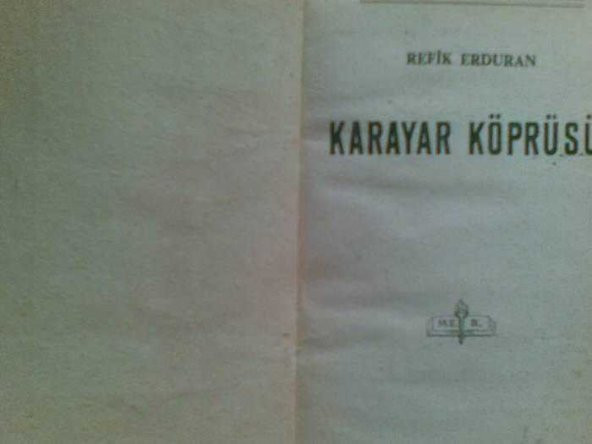 REFİK ERDURAN
KARAYAR KÖPRÜSÜ
M.E. B.